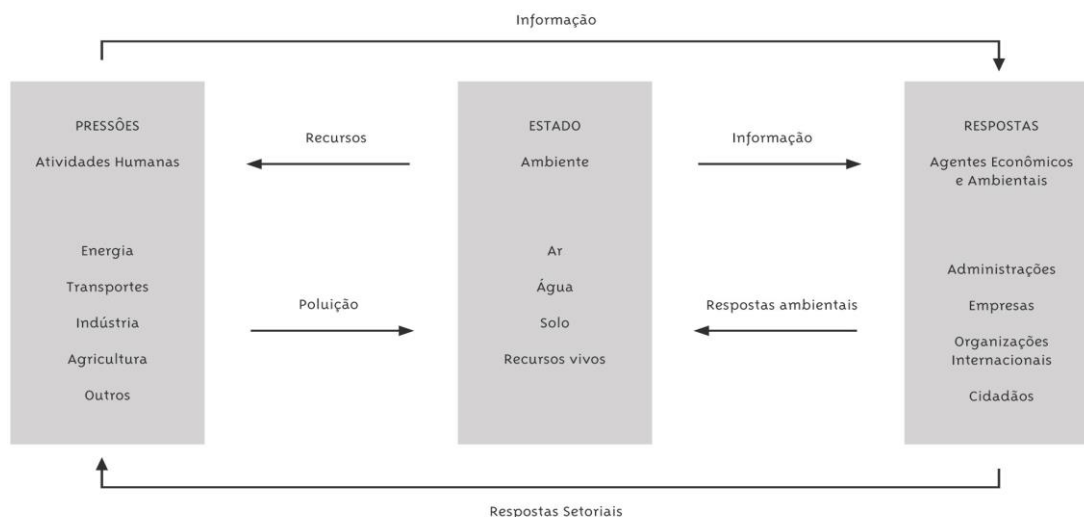 Informação
PRESSÕES
Atividades Humanas
Energia
Transportes
Indústria
Agricultura
Outros
Recursos
Poluição
ESTADO
Ambiente
Ar
Água
Solo
Recursos vivos
Informação
Respostas ambientais
RESPOSTAS
Agentes Econômicos
e Ambientais
Administrações
Empresas
Organizações
Internacionais
Cidadãos
Respostas Setoriais